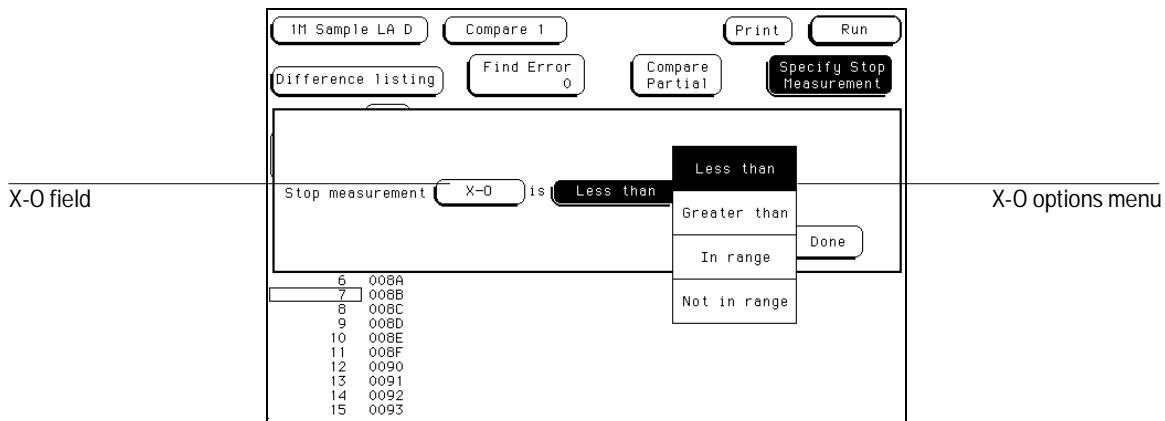 1M Sample LA D Compare 1 Print Run
Difference listing Find Error 0 Compare Partial Specify Stop Measurement
Less than
X-O field Stop measurement X-O is Less than X-O options menu
Greater than
Done
In range
Not in range
6 008A
7 008B
8 008C
9 008D
10 008E
11 008F
12 0090
13 0091
14 0092
15 0093